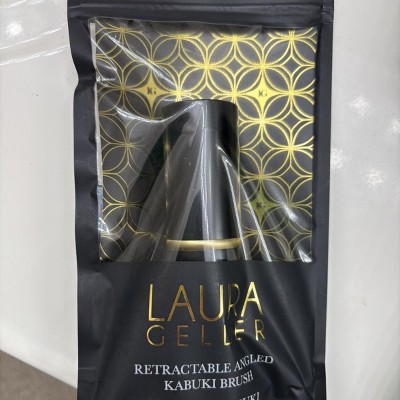 LAURA
GELLER
RETRACTABLE ANGLED
KABUKI BRUSH